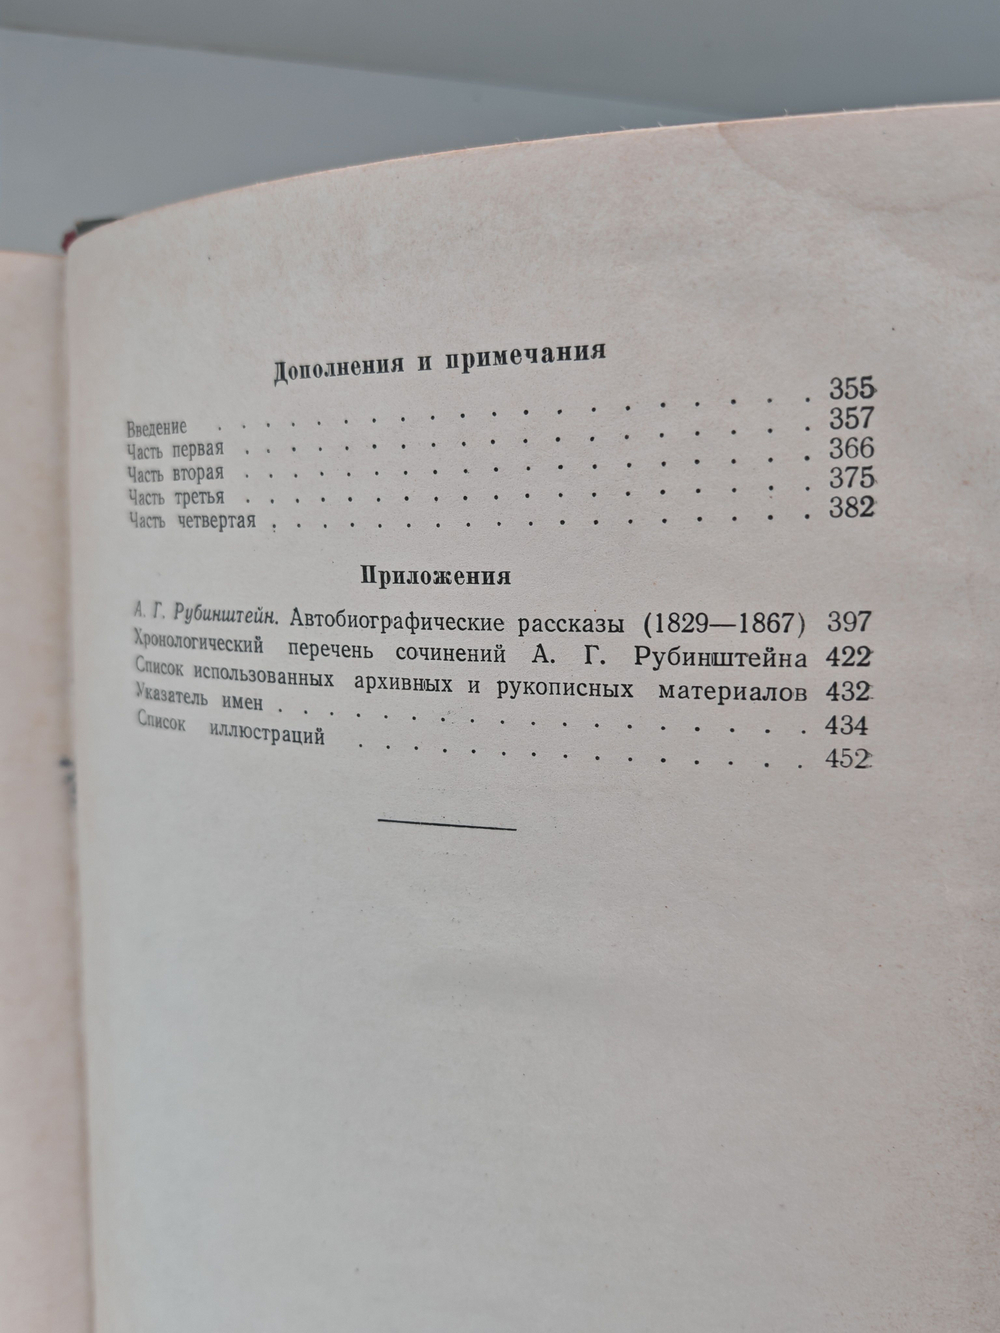 Дополнения и примечания
Введение . . . . . . . . . . . . . . . . . . . 355
Часть первая . . . . . . . . . . . . . . . . . . 357
Часть вторая . . . . . . . . . . . . . . . . . . 366
Часть третья . . . . . . . . . . . . . . . . . . 375
Часть четвертая . . . . . . . . . . . . . . . . . 382
Приложения
А. Г. Рубинштейн. Автобиографические рассказы (1829—1867) 397
Хронологический перечень сочинений А. Г. Рубинштейна 422
Список использованных архивных и рукописных материалов 432
Указатель имен . . . . . . . . . . . . . . . . . 434
Список иллюстраций . . . . . . . . . . . . . 452